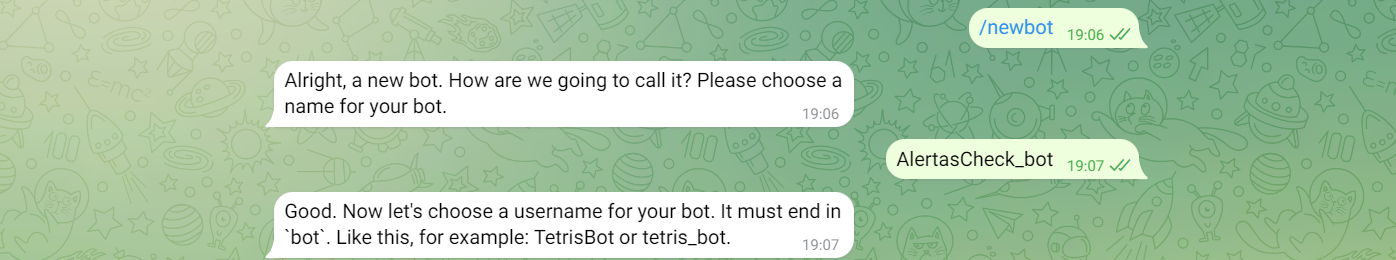 /newbot 19:06
Alright, a new bot. How are we going to call it? Please choose a
name for your bot. 19:06
AlertasCheck_bot 19:07
Good. Now let's choose a username for your bot. It must end in
`bot`. Like this, for example: TetrisBot or tetris_bot. 19:07